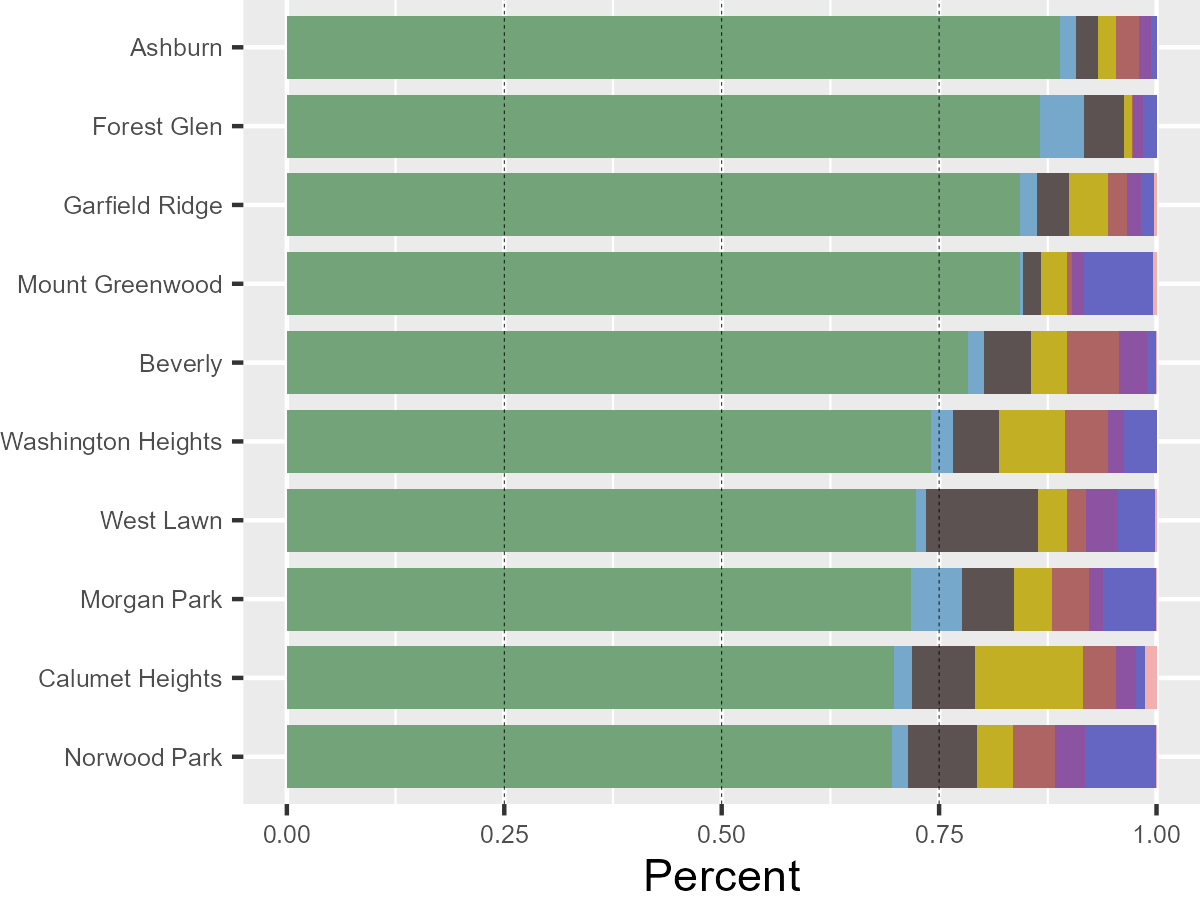 Ashburn
Forest Glen
Garfield Ridge
Mount Greenwood
Beverly
Washington Heights
West Lawn
Morgan Park
Calumet Heights
Norwood Park
0.00 0.25 0.50 0.75 1.00
Percent